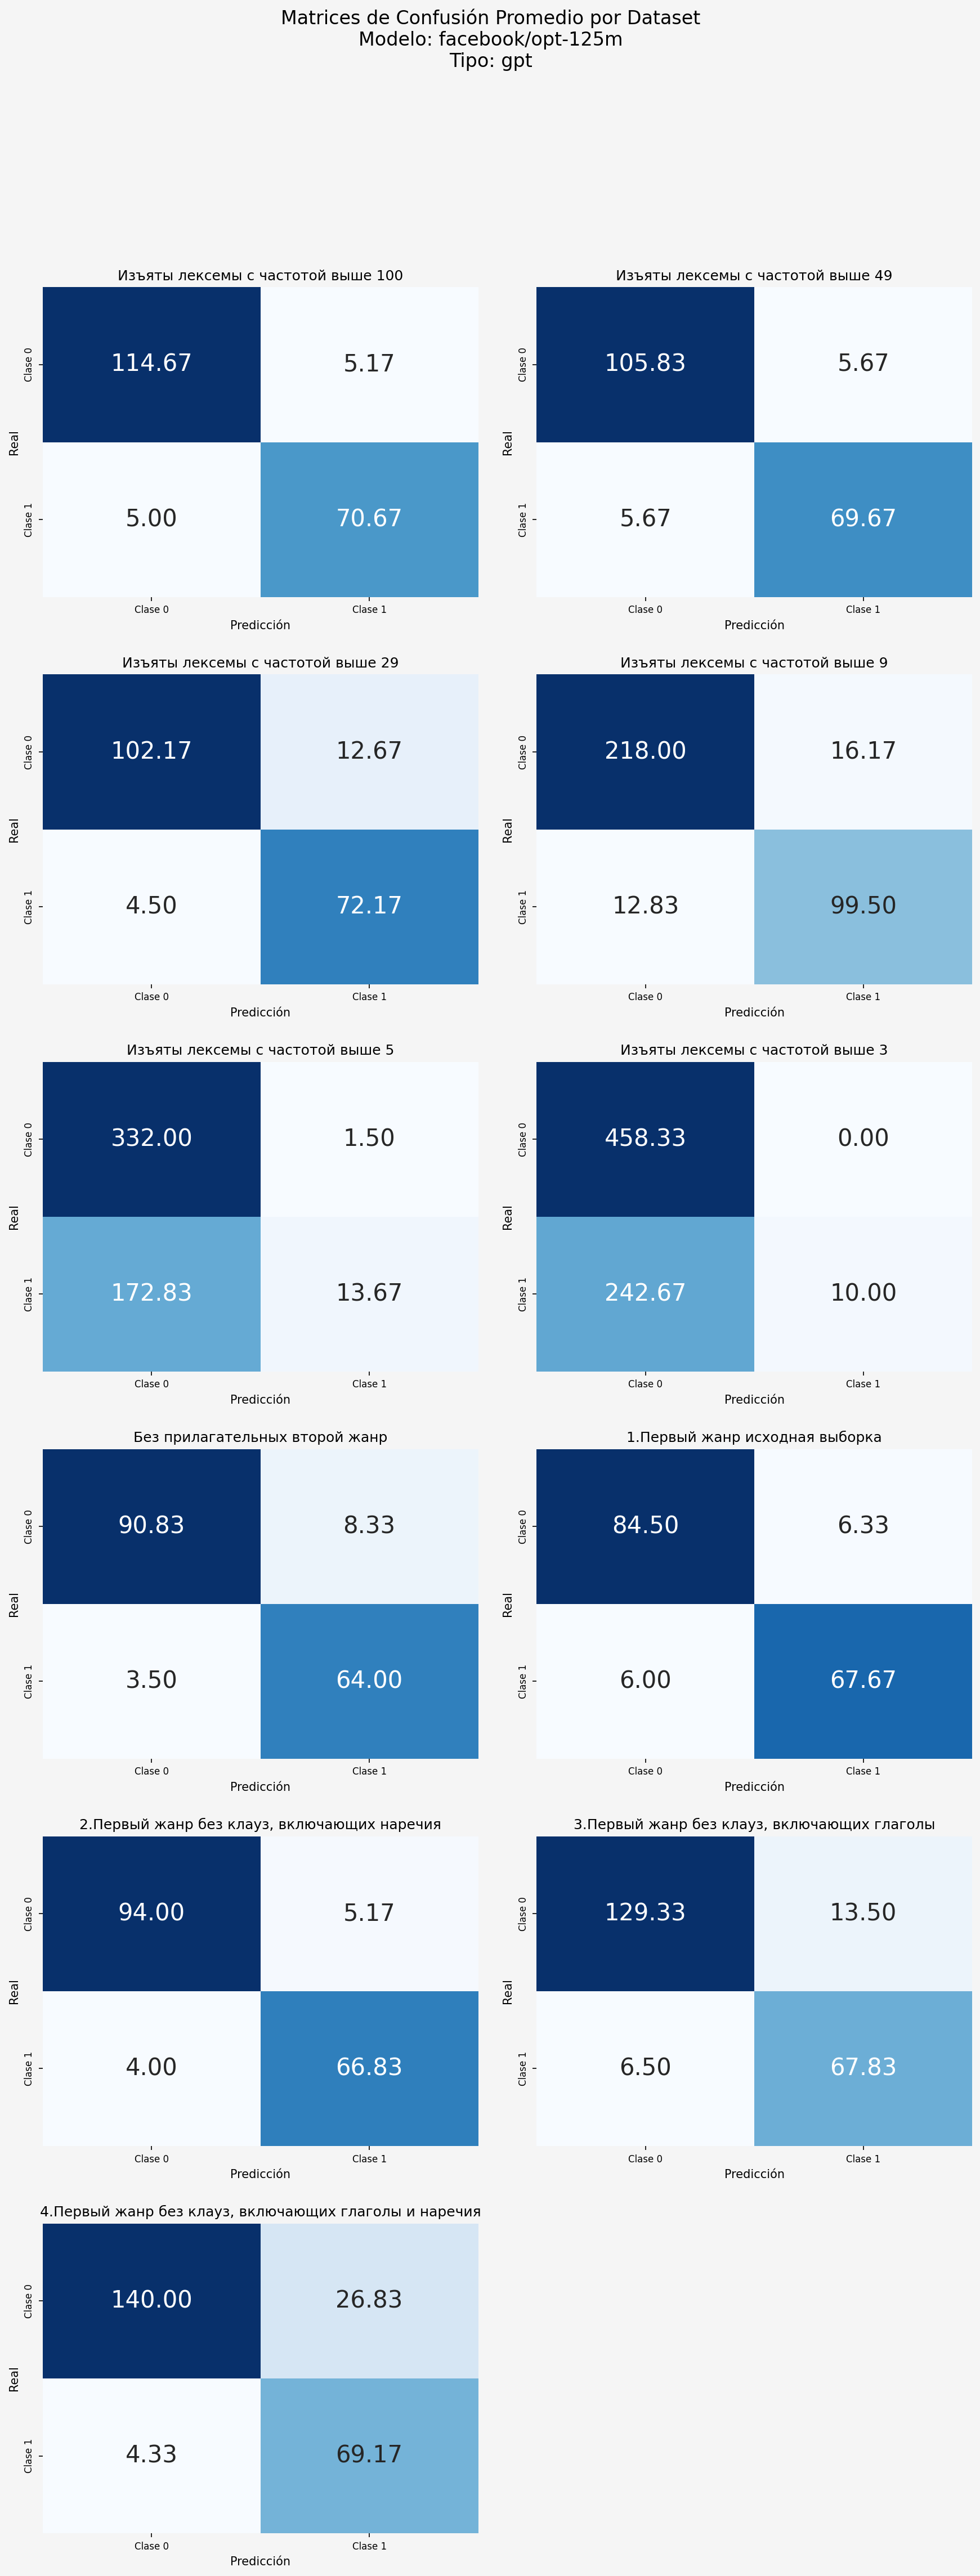 Matrices de Confusión Promedio por Dataset
Modelo: facebook/opt-125m
Tipo: gpt
Изъяты лексемы с частотой выше 100
Clase 0
114.67
5.17
Real
Clase 1
5.00
70.67
Clase 0
Clase 1
Predicción
Изъяты лексемы с частотой выше 49
Clase 0
105.83
5.67
Real
Clase 1
5.67
69.67
Clase 0
Clase 1
Predicción
Изъяты лексемы с частотой выше 29
Clase 0
102.17
12.67
Real
Clase 1
4.50
72.17
Clase 0
Clase 1
Predicción
Изъяты лексемы с частотой выше 9
Clase 0
218.00
16.17
Real
Clase 1
12.83
99.50
Clase 0
Clase 1
Predicción
Изъяты лексемы с частотой выше 5
Clase 0
332.00
1.50
Real
Clase 1
172.83
13.67
Clase 0
Clase 1
Predicción
Изъяты лексемы с частотой выше 3
Clase 0
458.33
0.00
Real
Clase 1
242.67
10.00
Clase 0
Clase 1
Predicción
Без прилагательных второй жанр
Clase 0
90.83
8.33
Real
Clase 1
3.50
64.00
Clase 0
Clase 1
Predicción
1.Первый жанр исходная выборка
Clase 0
84.50
6.33
Real
Clase 1
6.00
67.67
Clase 0
Clase 1
Predicción
2.Первый жанр без клауз, включающих наречия
Clase 0
94.00
5.17
Real
Clase 1
4.00
66.83
Clase 0
Clase 1
Predicción
3.Первый жанр без клауз, включающих глаголы
Clase 0
129.33
13.50
Real
Clase 1
6.50
67.83
Clase 0
Clase 1
Predicción
4.Первый жанр без клауз, включающих глаголы и наречия
Clase 0
140.00
26.83
Real
Clase 1
4.33
69.17
Clase 0
Clase 1
Predicción